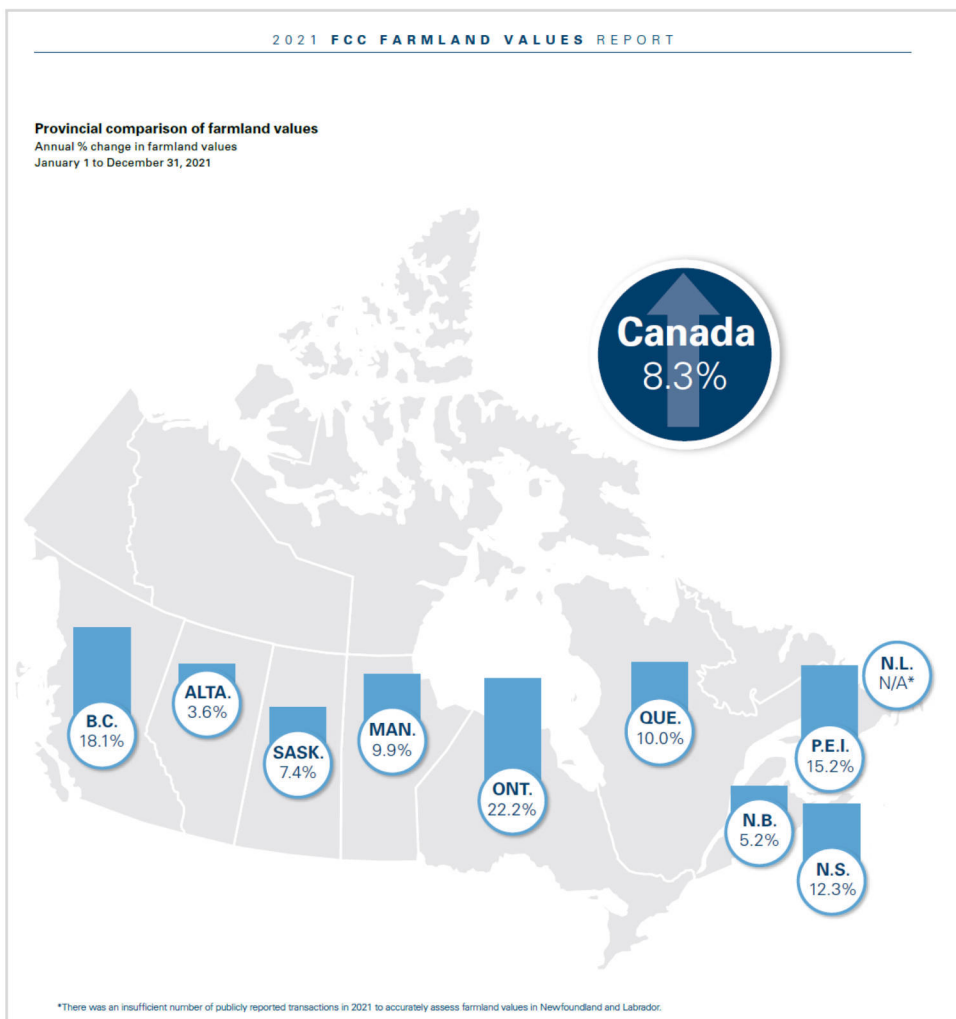 2021 FCC FARMLAND VALUES REPORT
Provincial comparison of farmland values
Annual % change in farmland values
January 1 to December 31, 2021
Canada
8.3%
B.C.
18.1%
ALTA.
3.6%
SASK.
7.4%
MAN.
9.9%
ONT.
22.2%
QUE.
10.0%
N.L.
N/A*
P.E.I.
15.2%
N.B.
5.2%
N.S.
12.3%
*There was an insufficient number of publicly reported transactions in 2021 to accurately assess farmland values in Newfoundland and Labrador.